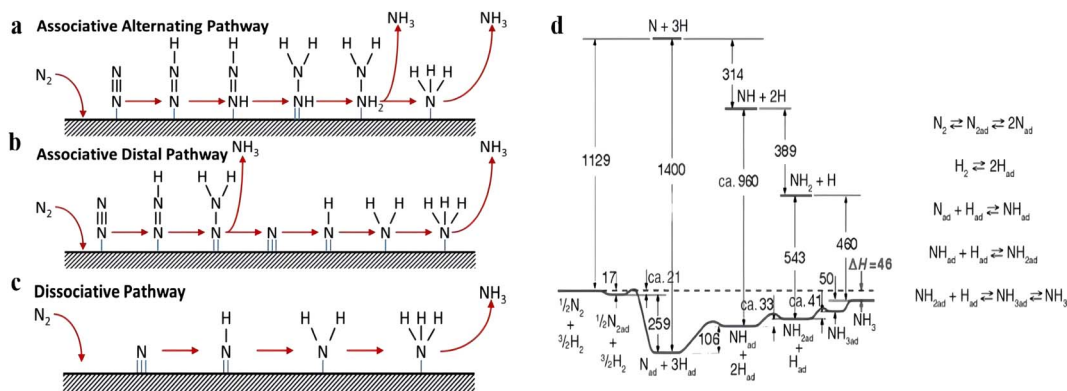 a
Associative Alternating Pathway
NH3
NH3
N2
N
N
H
N
N
H
N
NH
H H
N
NH
H H
N
NH2
H H H
N
b
Associative Distal Pathway
NH3
NH3
N2
N
N
H
N
N
H H
N
N
N
H
N
H H
N
H H H
N
c
Dissociative Pathway
NH3
N2
N
H
N
H H
N
H H H
N
d
N + 3H
314
NH + 2H
1129
1400
ca. 960
389
NH2 + H
543
460
ΔH = 46
17
ca. 21
259
106
ca. 33
ca. 41
50
½N2
+
³⁄₂H2
½N2ad
+
³⁄₂H2
Nad + 3Had
NHad
+
2Had
NH2ad
+
Had
NH3ad
NH3
N2 ⇄ N2ad ⇄ 2Nad
H2 ⇄ 2Had
Nad + Had ⇄ NHad
NHad + Had ⇄ NH2ad
NH2ad + Had ⇄ NH3ad ⇄ NH3